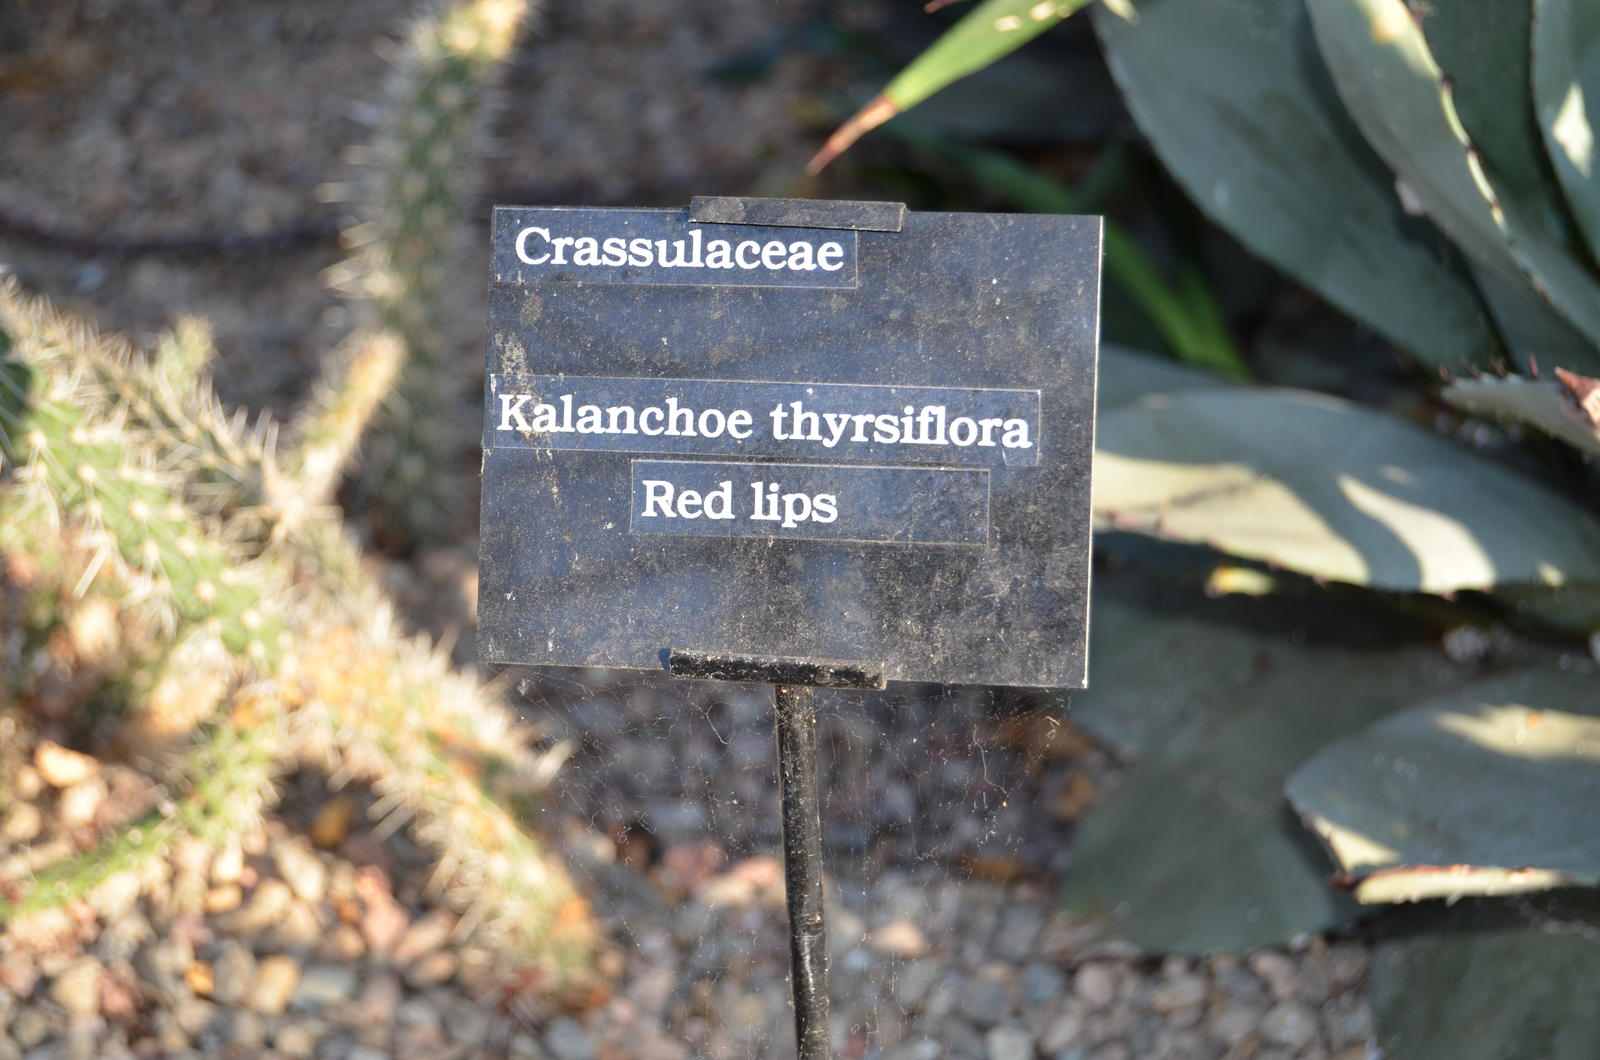 Crassulaceae
Kalanchoe thyrsiflora
Red lips